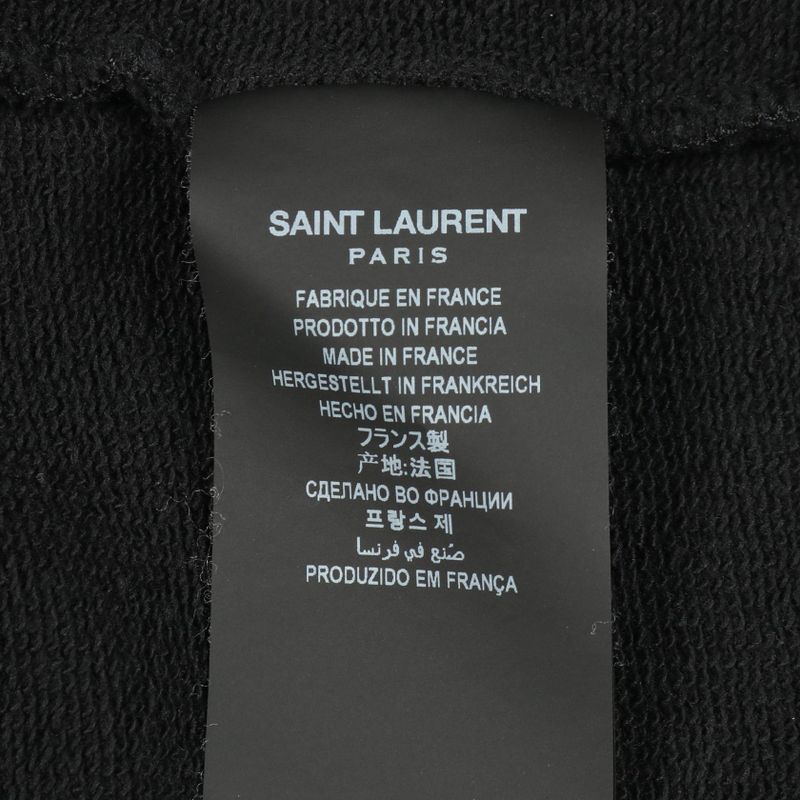 SAINT LAURENT
PARIS
FABRIQUE EN FRANCE
PRODOTTO IN FRANCIA
MADE IN FRANCE
HERGESTELLT IN FRANKREICH
HECHO EN FRANCIA
フランス製
产地:法国
СДЕЛАНО ВО ФРАНЦИИ
프랑스 제
صُنع في فرنسا
PRODUZIDO EM FRANÇA